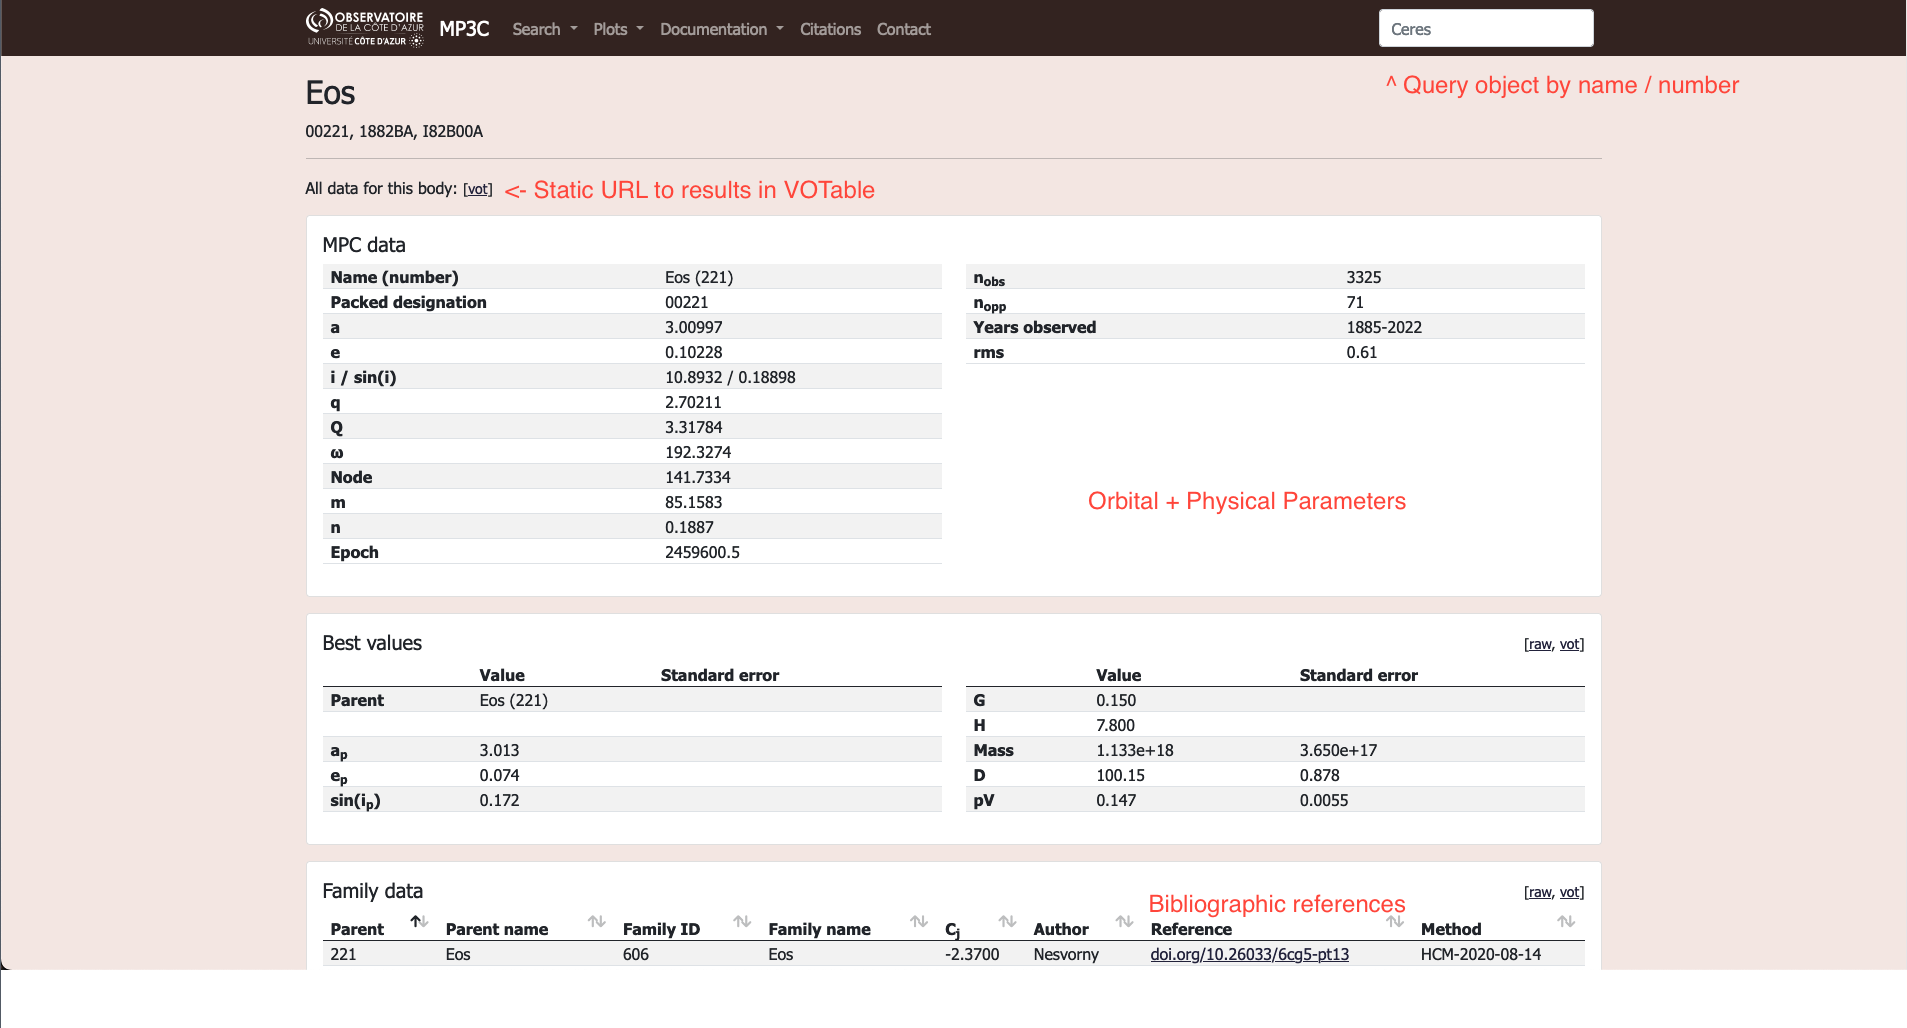 OBSERVATOIRE
DE LA CÔTE D'AZUR
UNIVERSITÉ CÔTE D'AZUR
MP3C Search Plots Documentation Citations Contact Ceres
^ Query object by name / number
Eos
00221, 1882BA, I82B00A
All data for this body: [vot] <- Static URL to results in VOTable
MPC data
Name (number) Eos (221)
Packed designation 00221
a 3.00997
e 0.10228
i / sin(i) 10.8932 / 0.18898
q 2.70211
Q 3.31784
ω 192.3274
Node 141.7334
m 85.1583
n 0.1887
Epoch 2459600.5
nobs 3325
nopp 71
Years observed 1885-2022
rms 0.61
Orbital + Physical Parameters
Best values [raw, vot]
Value Standard error
Parent Eos (221)
ap 3.013
ep 0.074
sin(ip) 0.172
Value Standard error
G 0.150
H 7.800
Mass 1.133e+18 3.650e+17
D 100.15 0.878
pV 0.147 0.0055
Family data [raw, vot]
Bibliographic references
Parent Parent name Family ID Family name Cj Author Reference Method
221 Eos 606 Eos -2.3700 Nesvorny doi.org/10.26033/6cg5-pt13 HCM-2020-08-14